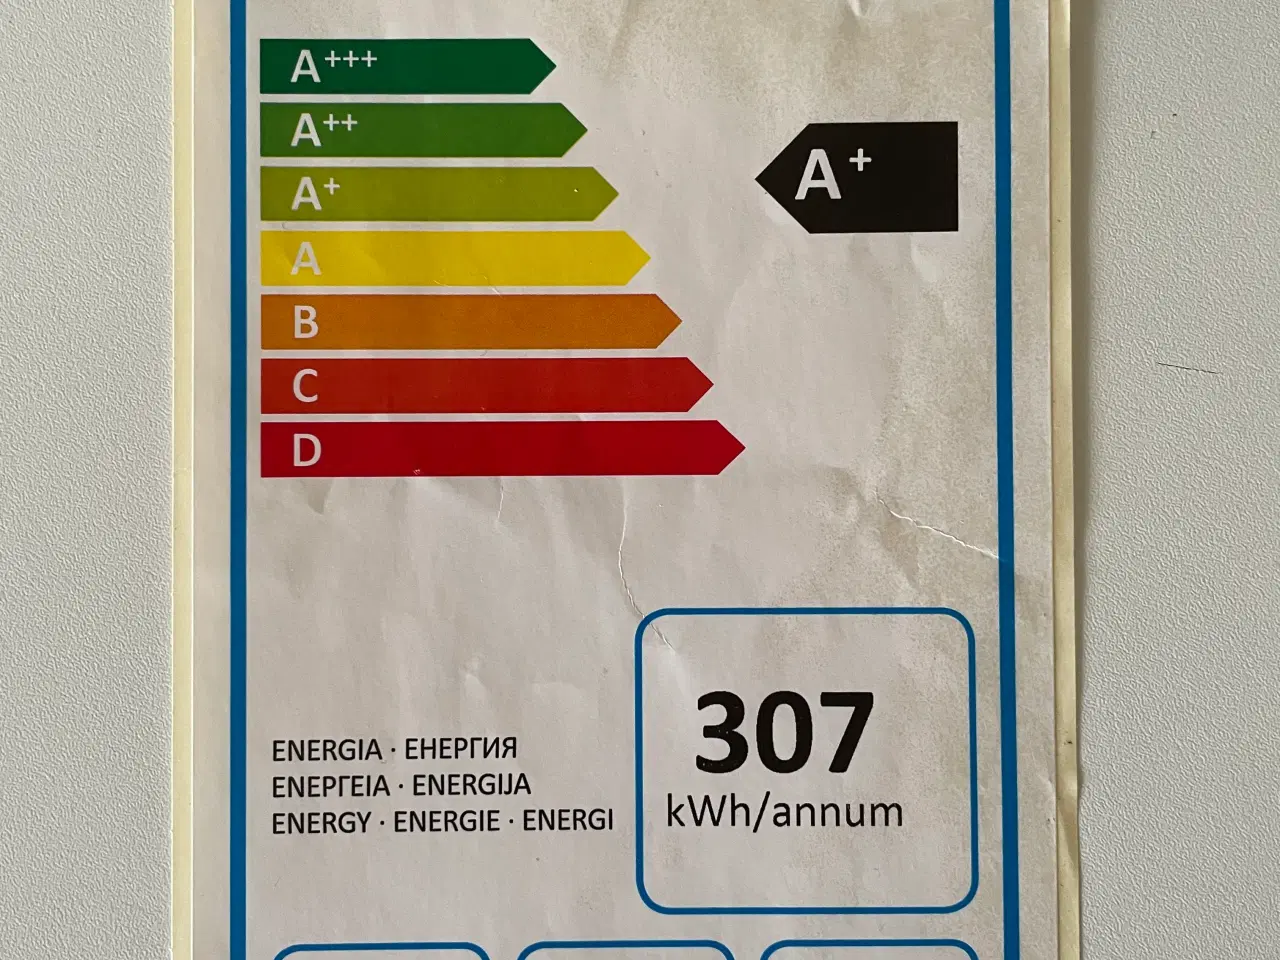 A+++
A++
A+
A+
A
B
C
D
307
kWh/annum
ENERGIA · ЕНЕРГИЯ
ΕΝΕΡΓΕΙΑ · ENERGIJA
ENERGY · ENERGIE · ENERGI